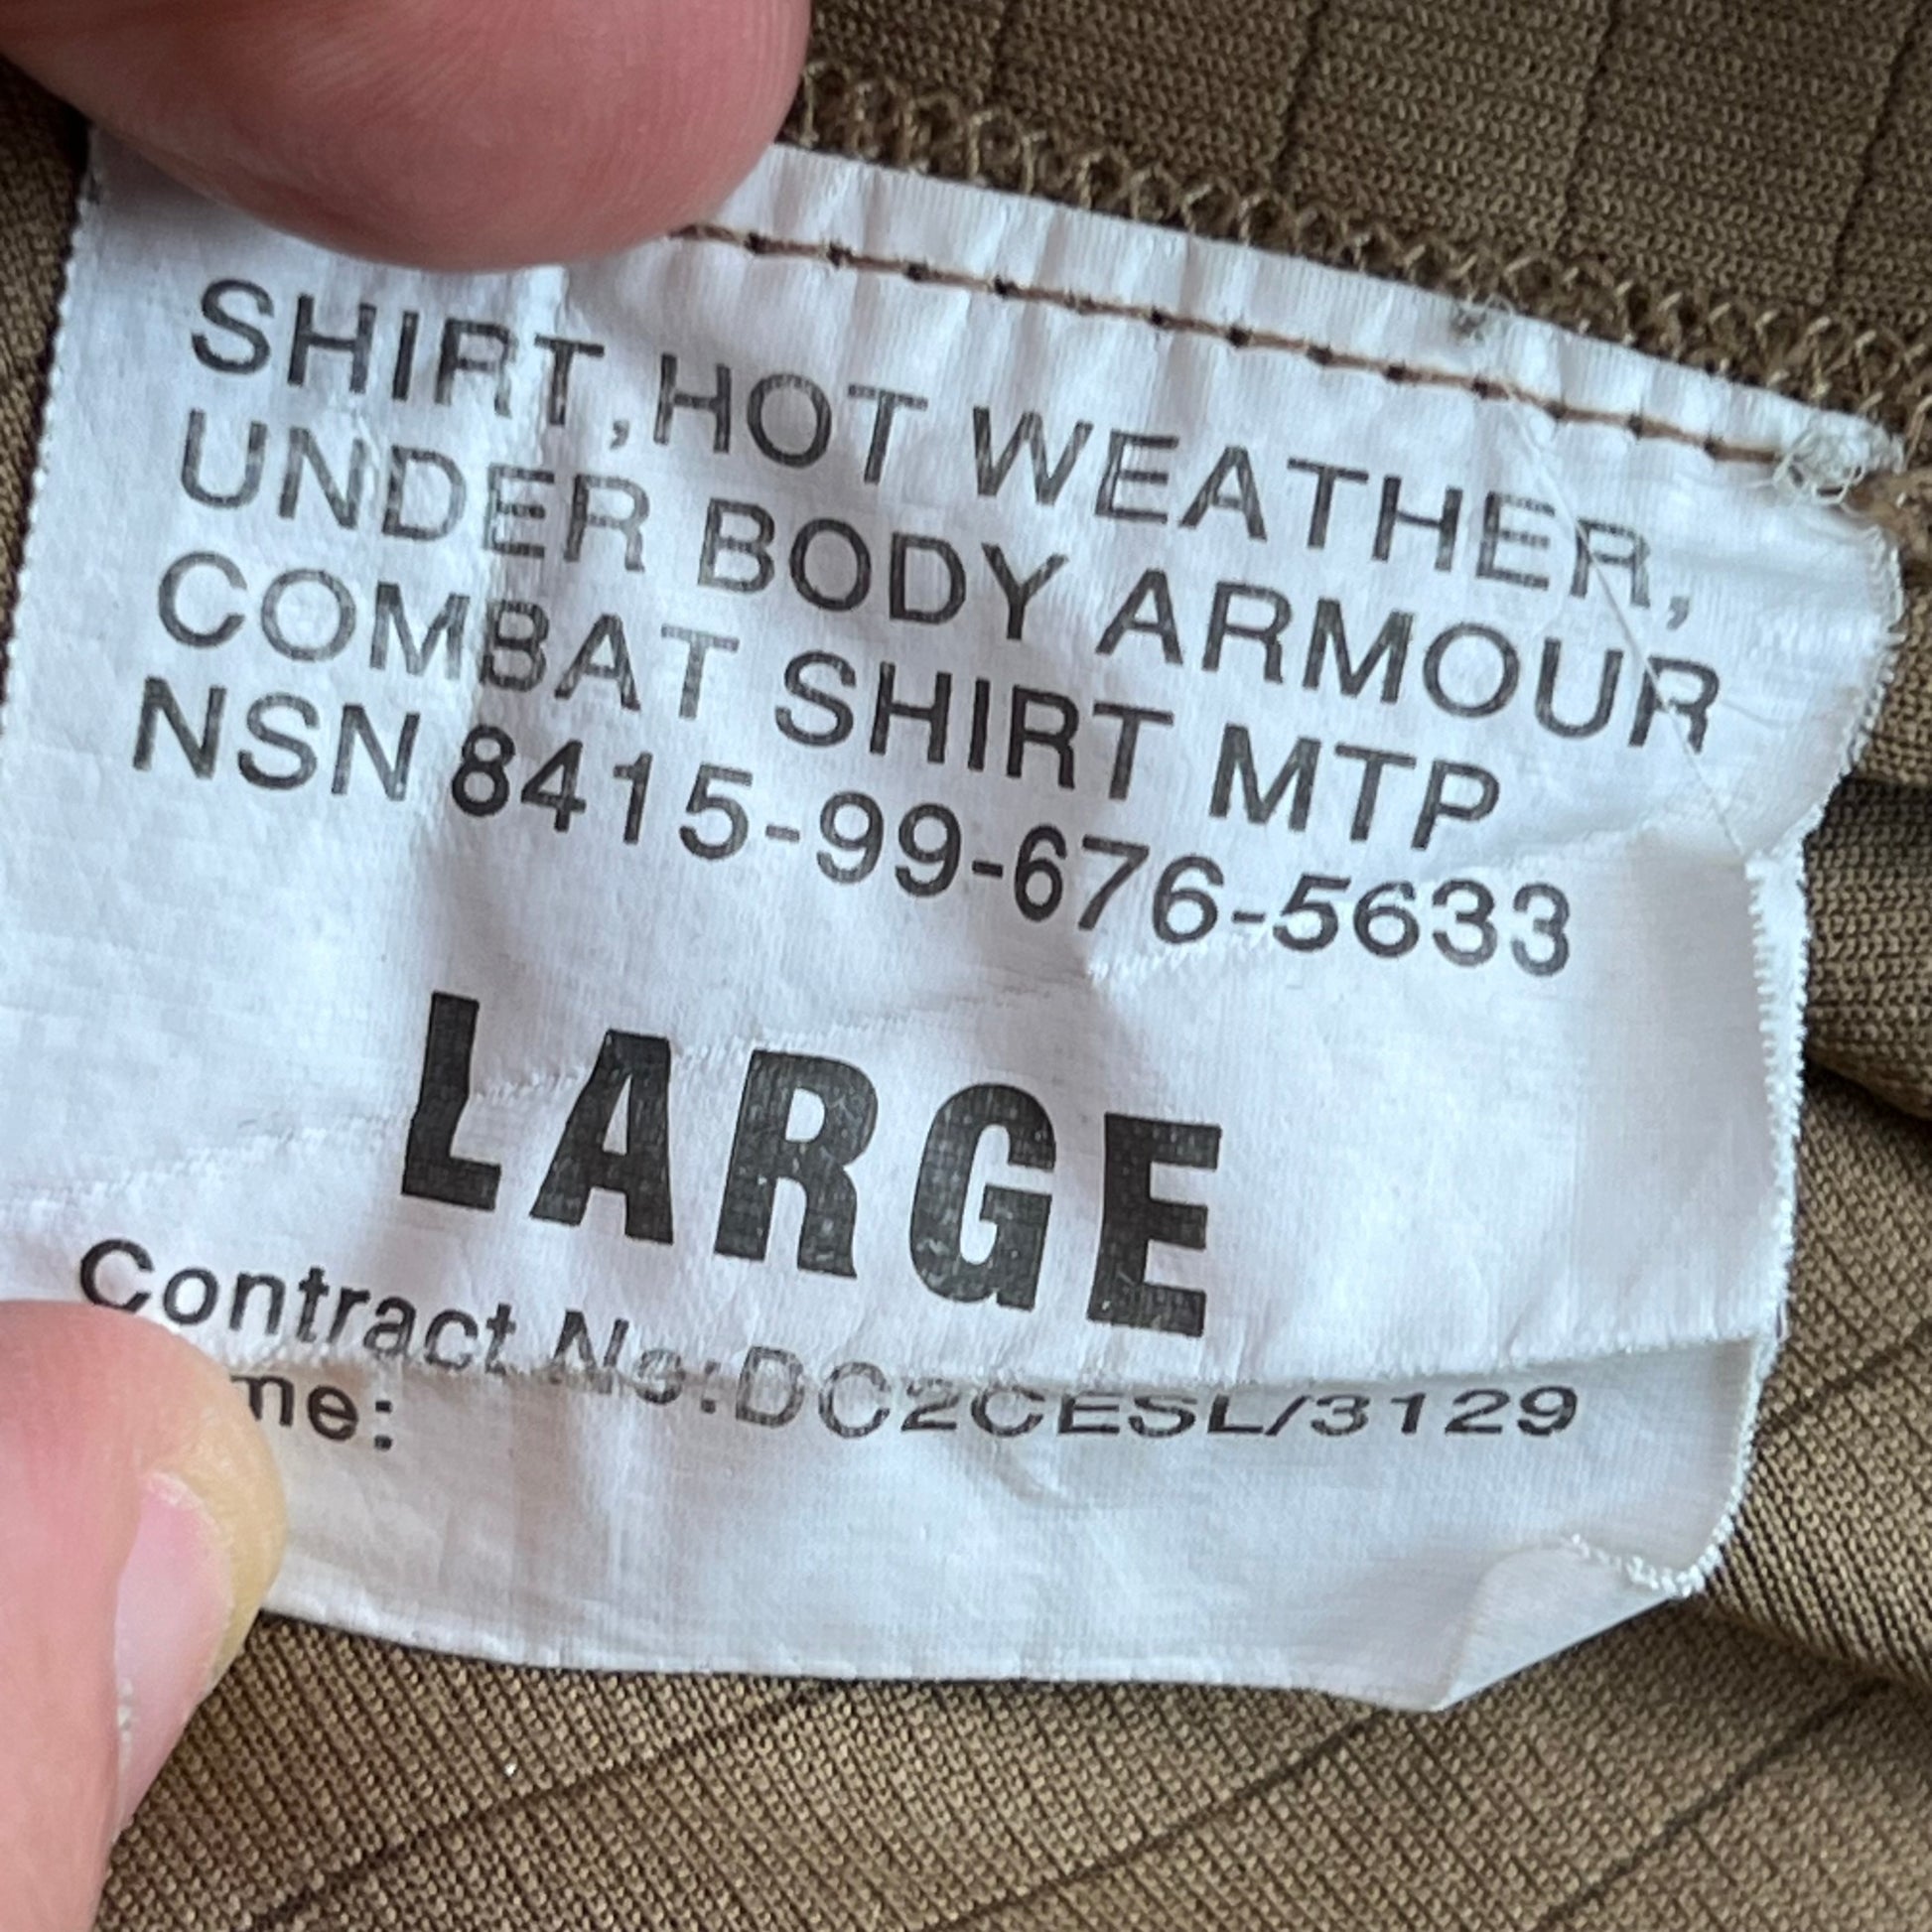 SHIRT,HOT WEATHER,
UNDER BODY ARMOUR
COMBAT SHIRT MTP
NSN 8415-99-676-5633
LARGE
Contract No:DC2CESL/3129
me: